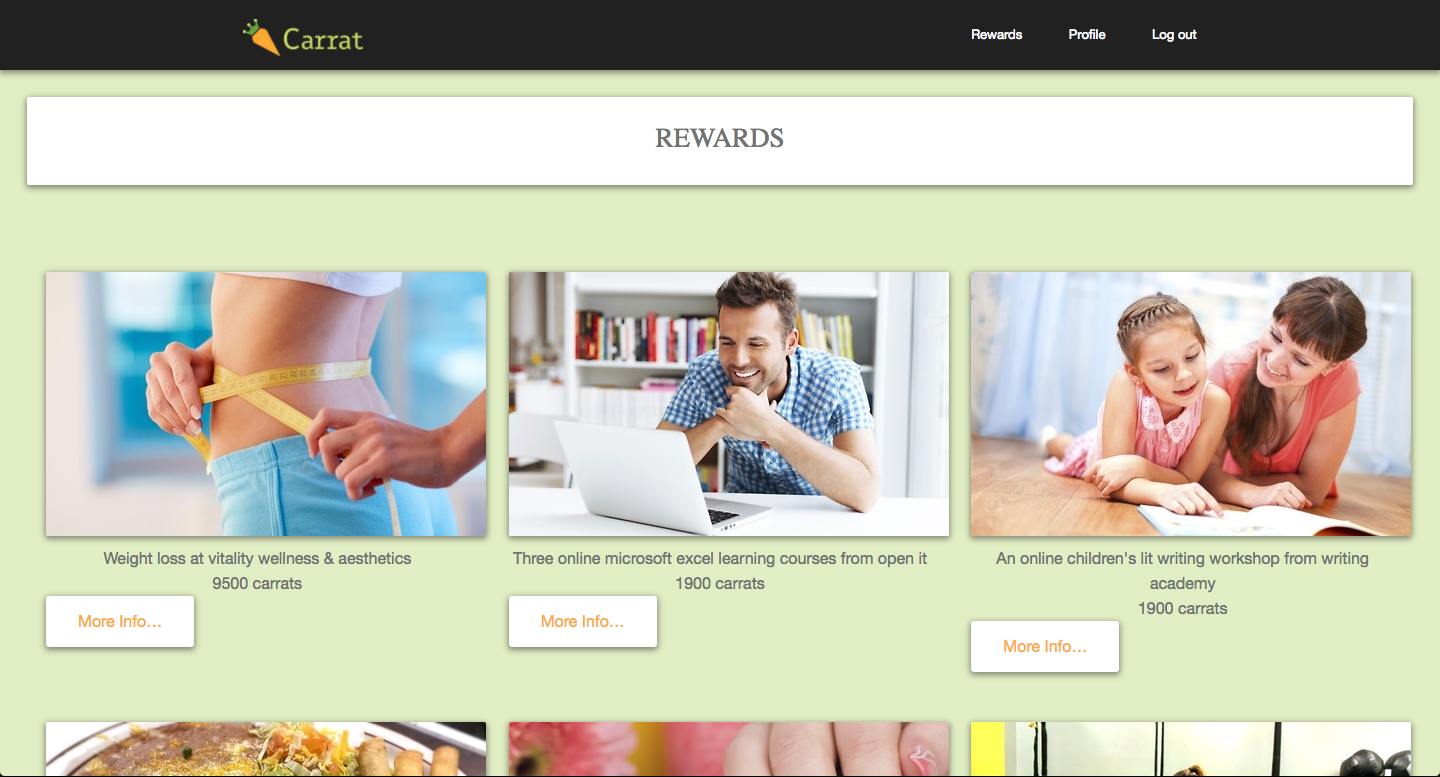 Carrat
Rewards
Profile
Log out
REWARDS
Weight loss at vitality wellness & aesthetics
9500 carrats
More Info...
Three online microsoft excel learning courses from open it
1900 carrats
More Info...
An online children's lit writing workshop from writing
academy
1900 carrats
More Info...